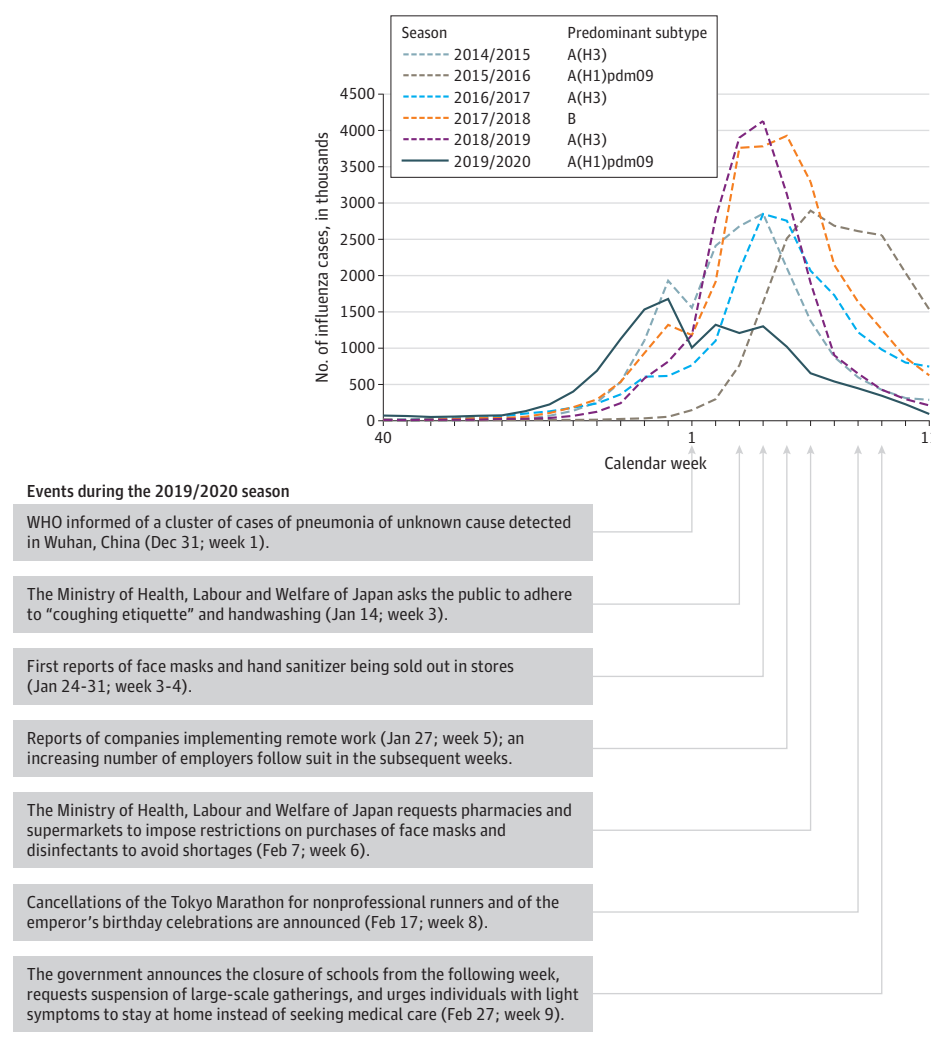 Season Predominant subtype
2014/2015 A(H3)
2015/2016 A(H1)pdm09
2016/2017 A(H3)
2017/2018 B
2018/2019 A(H3)
2019/2020 A(H1)pdm09
4500
4000
3500
3000
2500
2000
1500
1000
500
0
No. of influenza cases, in thousands
40 1
Calendar week
Events during the 2019/2020 season
WHO informed of a cluster of cases of pneumonia of unknown cause detected
in Wuhan, China (Dec 31; week 1).
The Ministry of Health, Labour and Welfare of Japan asks the public to adhere
to “coughing etiquette” and handwashing (Jan 14; week 3).
First reports of face masks and hand sanitizer being sold out in stores
(Jan 24-31; week 3-4).
Reports of companies implementing remote work (Jan 27; week 5); an
increasing number of employers follow suit in the subsequent weeks.
The Ministry of Health, Labour and Welfare of Japan requests pharmacies and
supermarkets to impose restrictions on purchases of face masks and
disinfectants to avoid shortages (Feb 7; week 6).
Cancellations of the Tokyo Marathon for nonprofessional runners and of the
emperor’s birthday celebrations are announced (Feb 17; week 8).
The government announces the closure of schools from the following week,
requests suspension of large-scale gatherings, and urges individuals with light
symptoms to stay at home instead of seeking medical care (Feb 27; week 9).